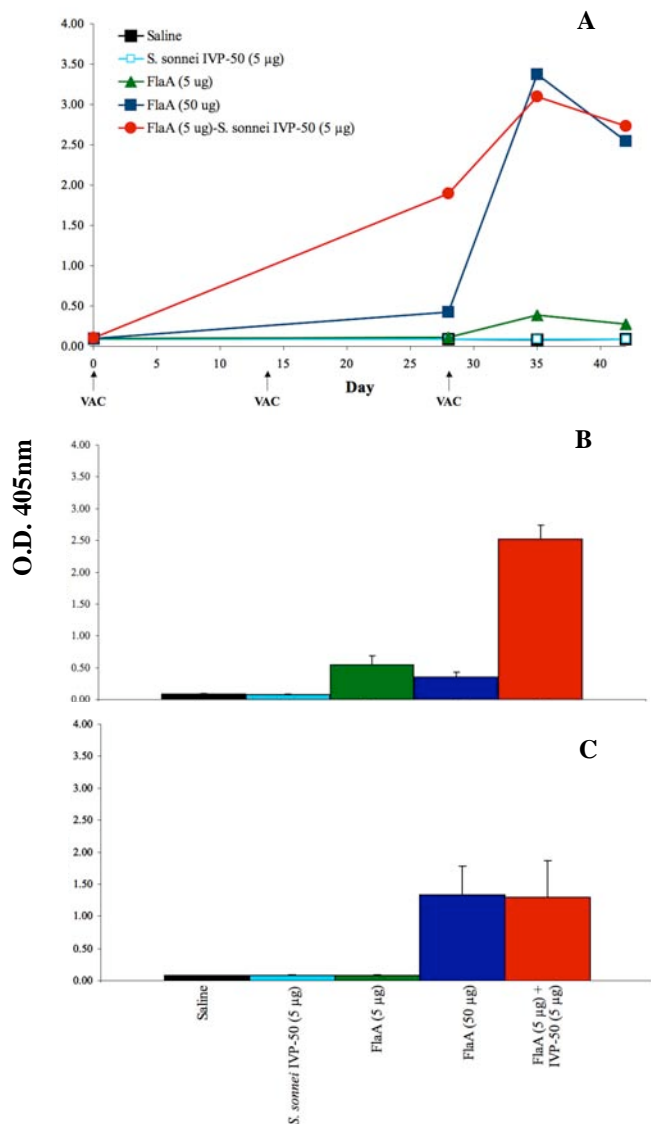 A
4.00
3.50
3.00
2.50
2.00
1.50
1.00
0.50
0.00
Saline
S. sonnei IVP-50 (5 µg)
FlaA (5 ug)
FlaA (50 ug)
FlaA (5 ug)-S. sonnei IVP-50 (5 µg)
0 5 10 15 20 25 30 35 40
VAC VAC Day VAC
O.D. 405nm
B
4.00
3.50
3.00
2.50
2.00
1.50
1.00
0.50
0.00
C
4.00
3.50
3.00
2.50
2.00
1.50
1.00
0.50
0.00
Saline
S. sonnei IVP-50 (5 µg)
FlaA (5 µg)
FlaA (50 µg)
FlaA (5 µg) +
IVP-50 (5 µg)